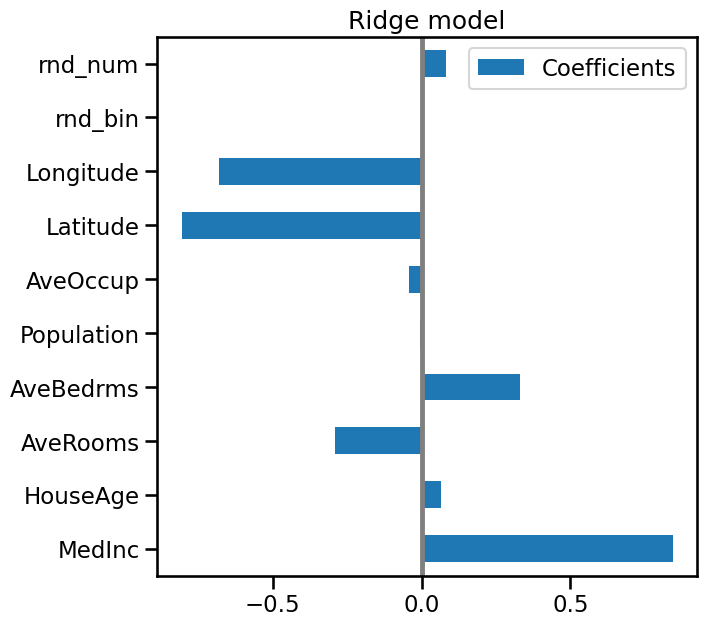 Ridge model
Coefficients
rnd_num
rnd_bin
Longitude
Latitude
AveOccup
Population
AveBedrms
AveRooms
HouseAge
MedInc
−0.5 0.0 0.5